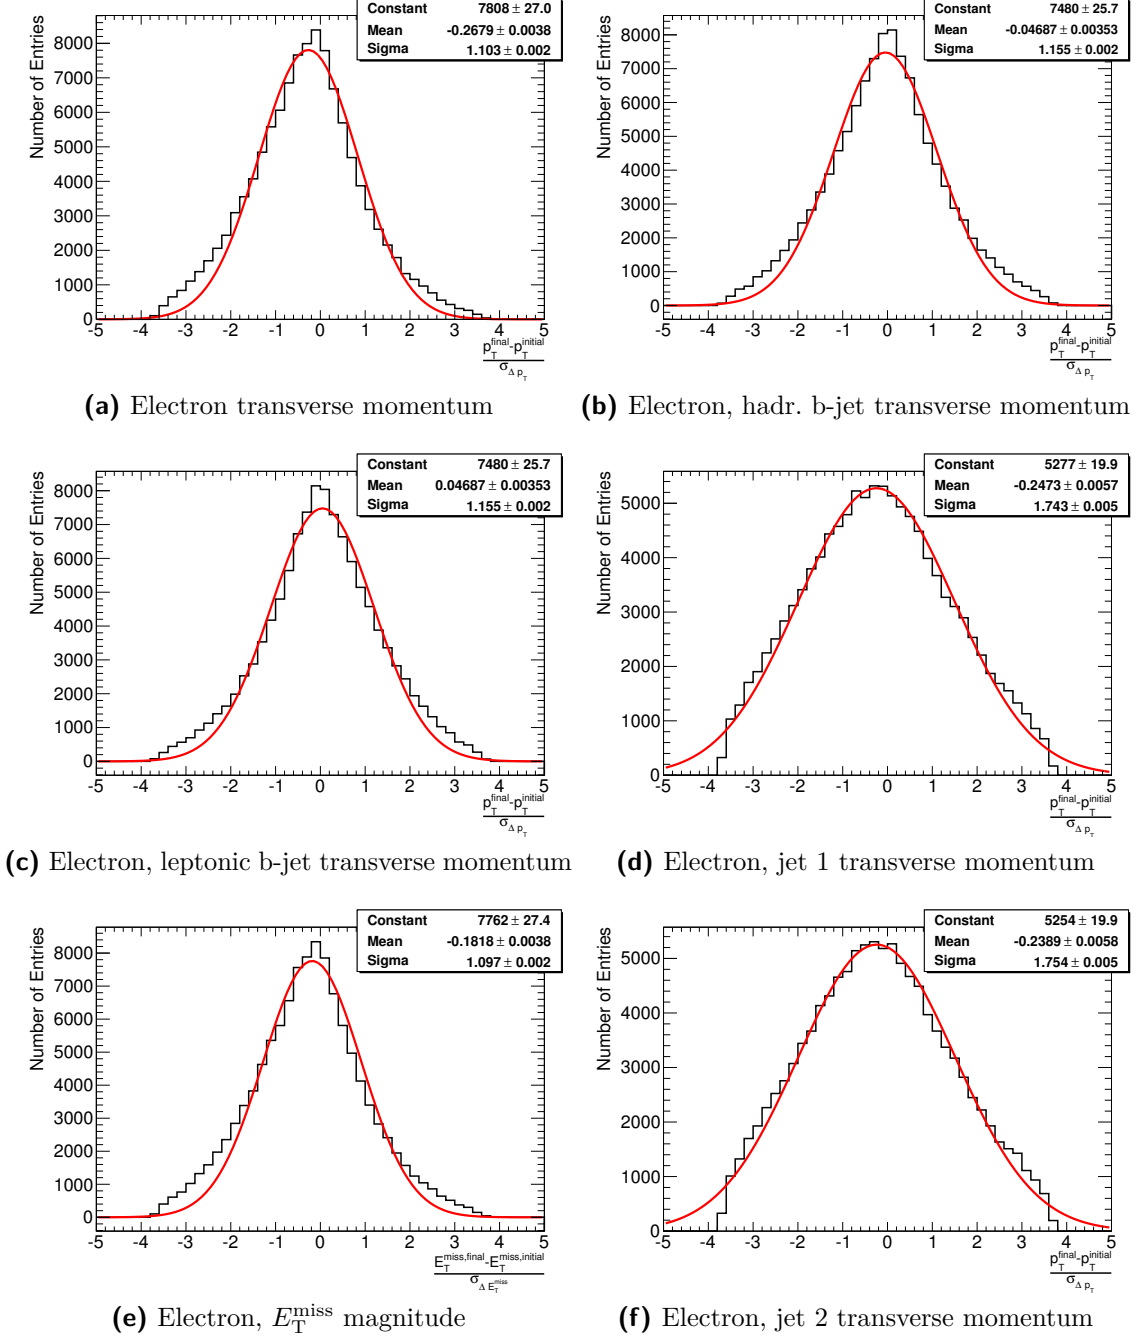 Constant 7808 ± 27.0
Mean -0.2679 ± 0.0038
Sigma 1.103 ± 0.002
Number of Entries
8000
7000
6000
5000
4000
3000
2000
1000
0
-5 -4 -3 -2 -1 0 1 2 3 4 5
p_T^final-p_T^initial
σ_Δ p_T
(a) Electron transverse momentum
Constant 7480 ± 25.7
Mean -0.04687 ± 0.00353
Sigma 1.155 ± 0.002
Number of Entries
8000
7000
6000
5000
4000
3000
2000
1000
0
-5 -4 -3 -2 -1 0 1 2 3 4 5
p_T^final-p_T^initial
σ_Δ p_T
(b) Electron, hadr. b-jet transverse momentum
Constant 7480 ± 25.7
Mean 0.04687 ± 0.00353
Sigma 1.155 ± 0.002
Number of Entries
8000
7000
6000
5000
4000
3000
2000
1000
0
-5 -4 -3 -2 -1 0 1 2 3 4 5
p_T^final-p_T^initial
σ_Δ p_T
(c) Electron, leptonic b-jet transverse momentum
Constant 5277 ± 19.9
Mean -0.2473 ± 0.0057
Sigma 1.743 ± 0.005
Number of Entries
5000
4000
3000
2000
1000
0
-5 -4 -3 -2 -1 0 1 2 3 4 5
p_T^final-p_T^initial
σ_Δ p_T
(d) Electron, jet 1 transverse momentum
Constant 7762 ± 27.4
Mean -0.1818 ± 0.0038
Sigma 1.097 ± 0.002
Number of Entries
8000
7000
6000
5000
4000
3000
2000
1000
0
-5 -4 -3 -2 -1 0 1 2 3 4 5
E_T^miss,final-E_T^miss,initial
σ_Δ E_T^miss
(e) Electron, E_T^miss magnitude
Constant 5254 ± 19.9
Mean -0.2389 ± 0.0058
Sigma 1.754 ± 0.005
Number of Entries
5000
4000
3000
2000
1000
0
-5 -4 -3 -2 -1 0 1 2 3 4 5
p_T^final-p_T^initial
σ_Δ p_T
(f) Electron, jet 2 transverse momentum